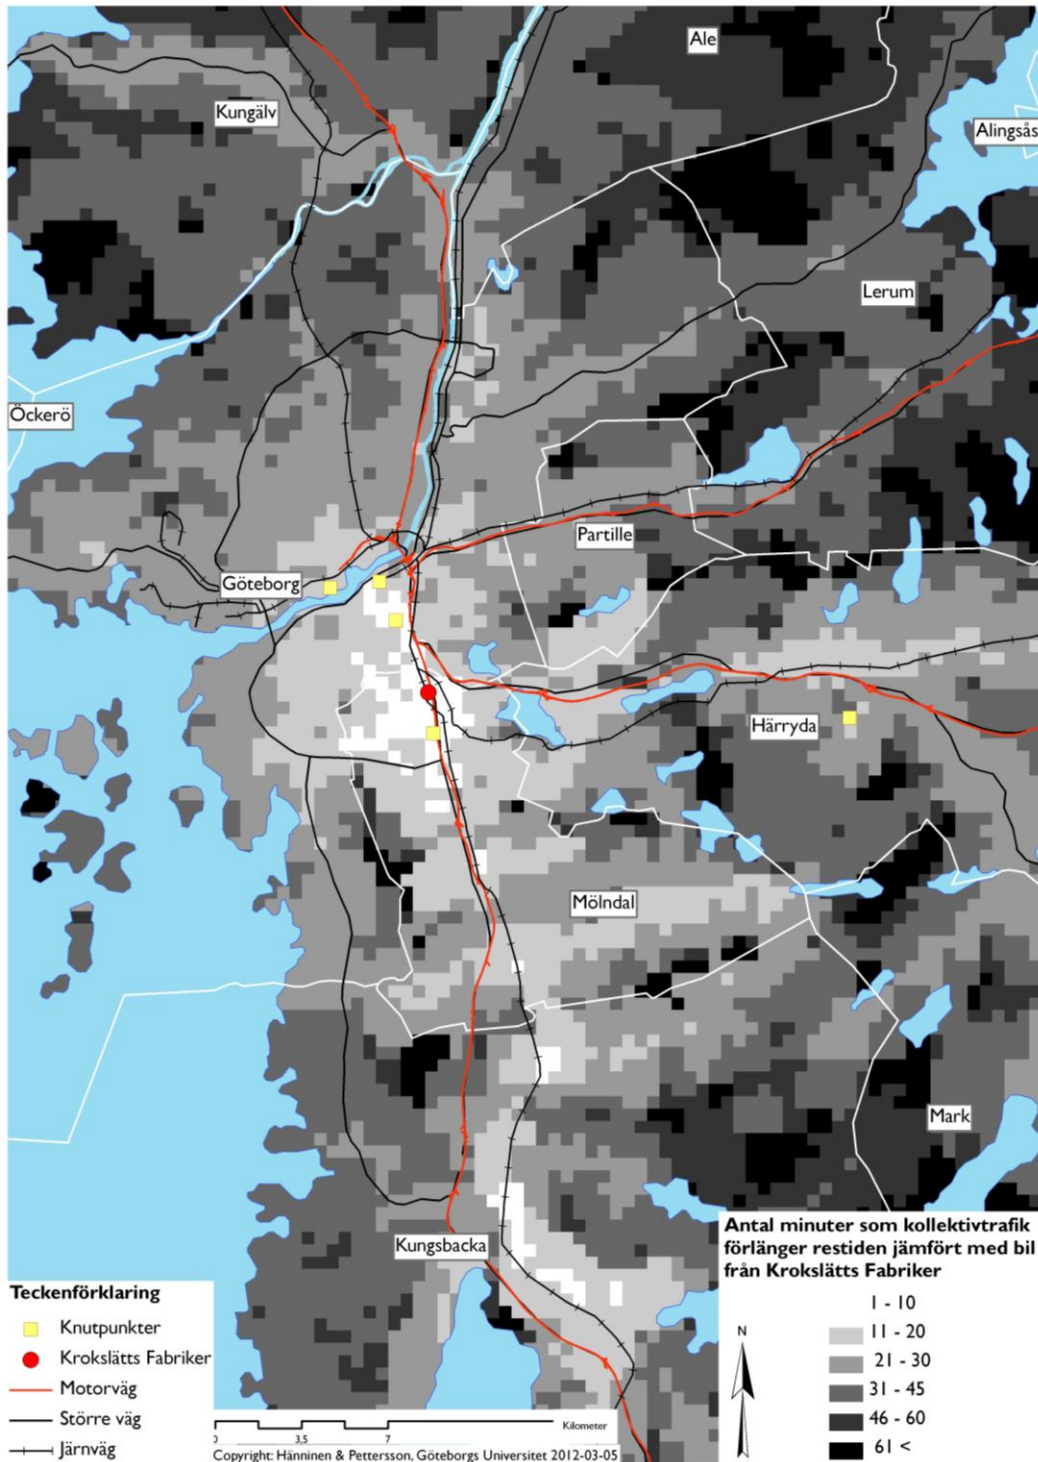 Ale
Kungälv
Alingsås
Lerum
Öckerö
Partille
Göteborg
Härryda
Mölndal
Mark
Kungsbacka
Teckenförklaring
Knutpunkter
Krokslätts Fabriker
Motorväg
Större väg
Järnväg
0 3,5 7 Kilometer
Copyright: Hänninen & Pettersson, Göteborgs Universitet 2012-03-05
Antal minuter som kollektivtrafik
förlänger restiden jämfört med bil
från Krokslätts Fabriker
1 - 10
11 - 20
21 - 30
31 - 45
46 - 60
61 <
N